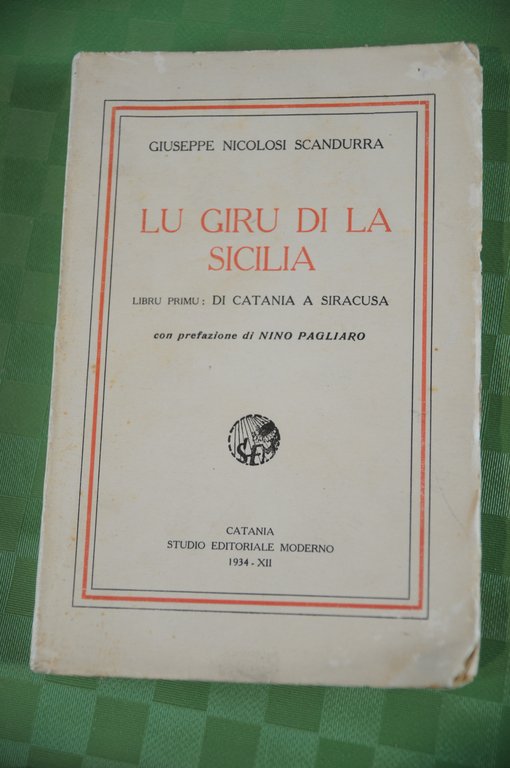 GIUSEPPE NICOLOSI SCANDURRA
LU GIRU DI LA
SICILIA
LIBRU PRIMU: DI CATANIA A SIRACUSA
con prefazione di NINO PAGLIARO
SEM
CATANIA
STUDIO EDITORIALE MODERNO
1934 - XII